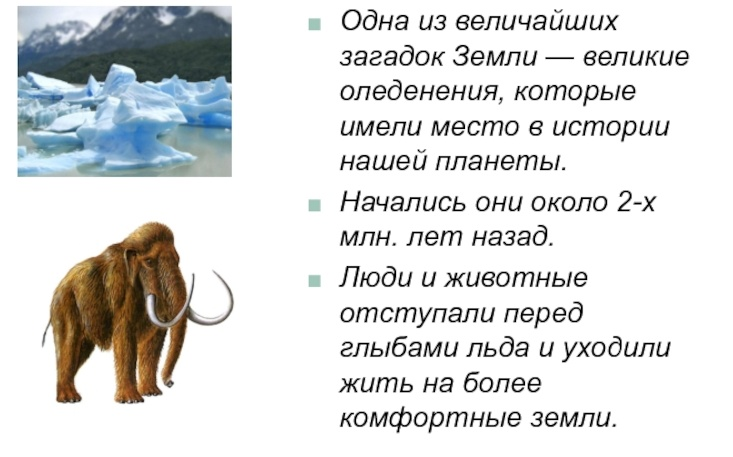 Одна из величайших
загадок Земли — великие
оледенения, которые
имели место в истории
нашей планеты.
Начались они около 2-х
млн. лет назад.
Люди и животные
отступали перед
глыбами льда и уходили
жить на более
комфортные земли.